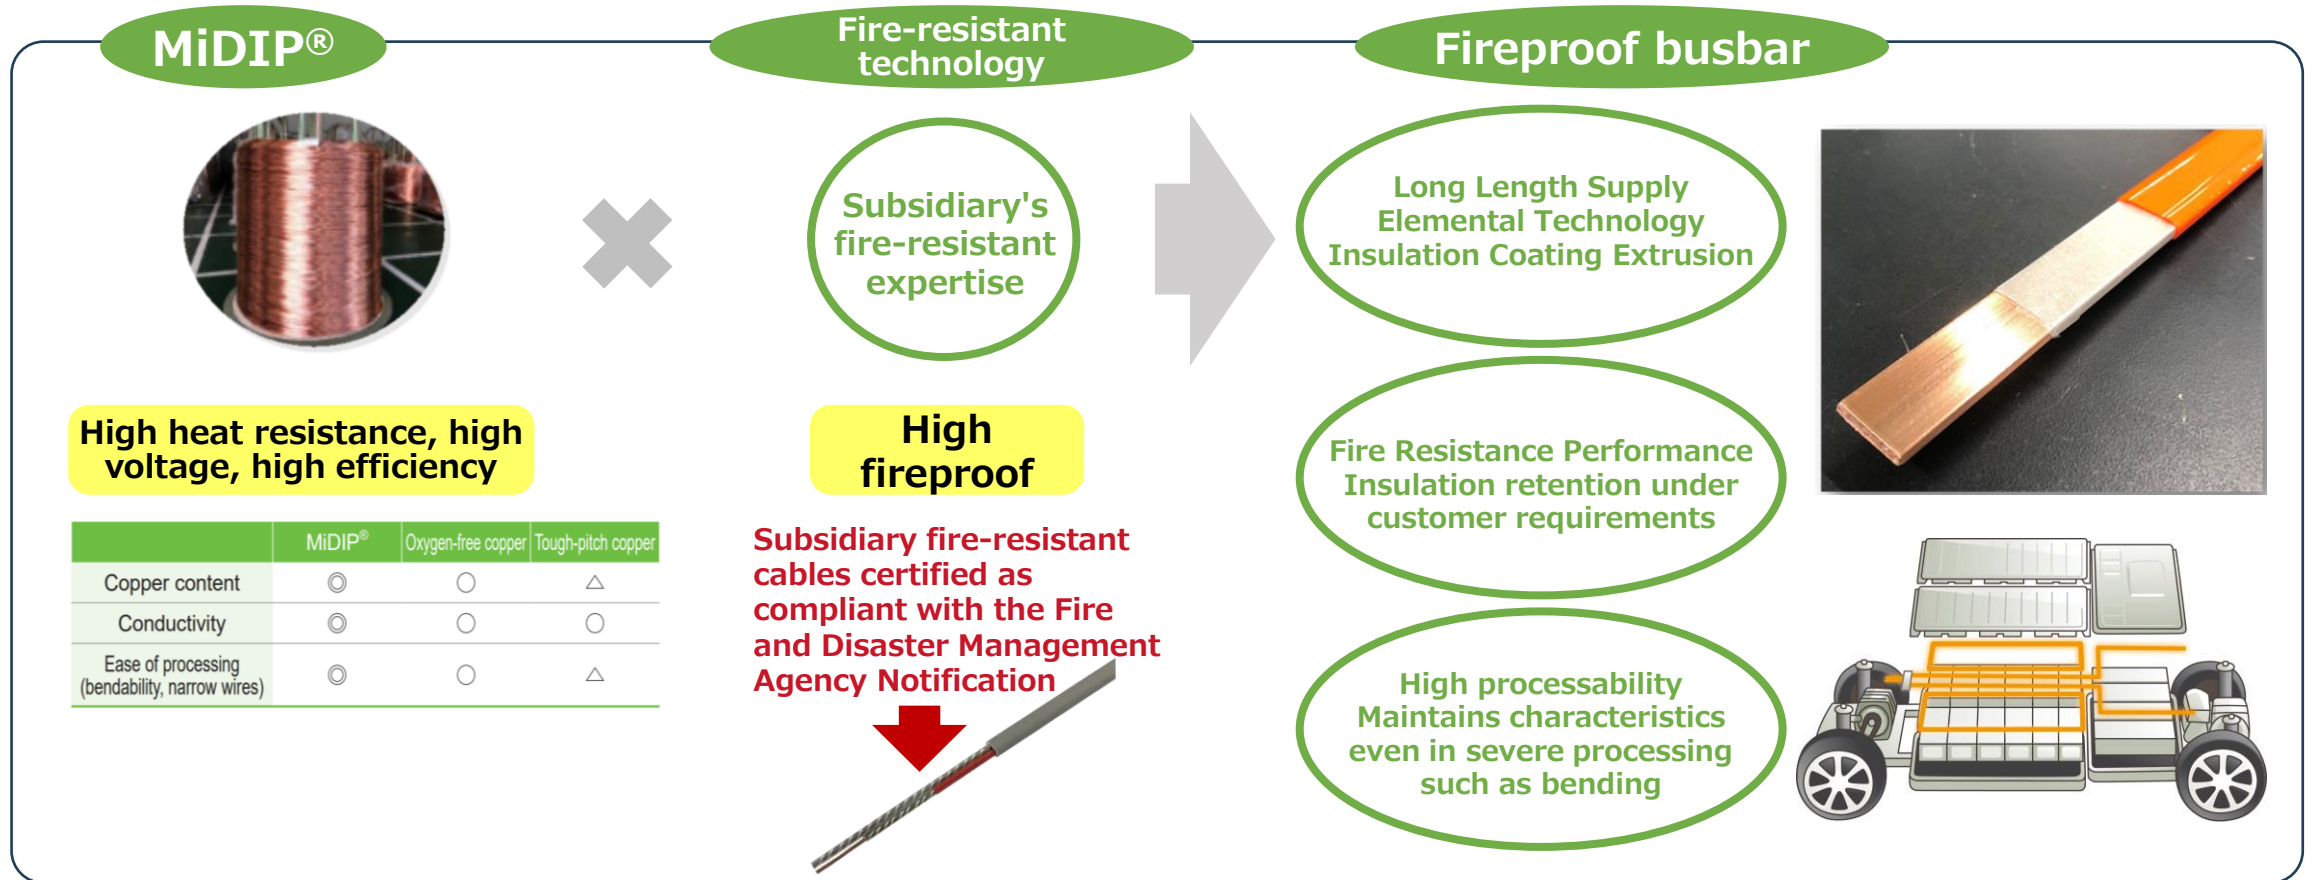 MiDIP®
Fire-resistant
technology
Fireproof busbar
Subsidiary's
fire-resistant
expertise
Long Length Supply
Elemental Technology
Insulation Coating Extrusion
High heat resistance, high
voltage, high efficiency
High
fireproof
Fire Resistance Performance
Insulation retention under
customer requirements
MiDIP® Oxygen-free copper Tough-pitch copper
Copper content ◎ ○ △
Conductivity ◎ ○ ○
Ease of processing
(bendability, narrow wires) ◎ ○ △
Subsidiary fire-resistant
cables certified as
compliant with the Fire
and Disaster Management
Agency Notification
High processability
Maintains characteristics
even in severe processing
such as bending